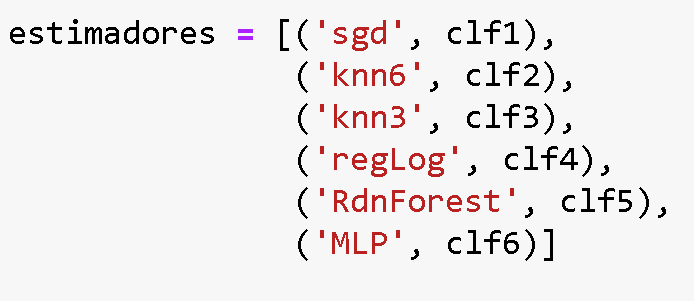 estimadores = [('sgd', clf1),
('knn6', clf2),
('knn3', clf3),
('regLog', clf4),
('RdnForest', clf5),
('MLP', clf6)]